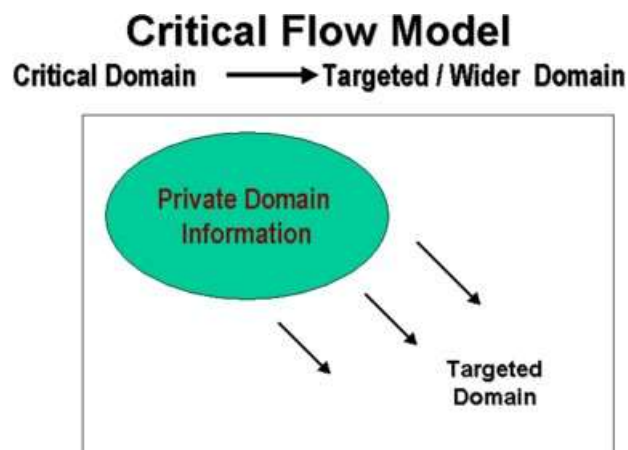 Critical Flow Model
Critical Domain Targeted / Wider Domain
Private Domain
Information
Targeted
Domain